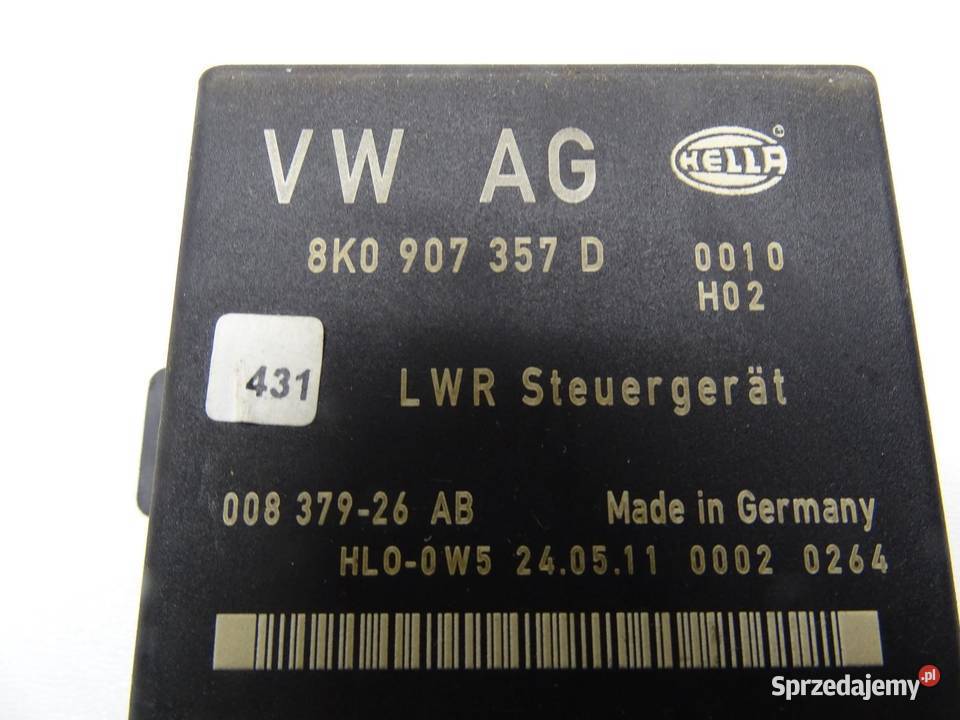 VW AG HELLA
8K0 907 357 D 0010
H02
431
LWR Steuergerät
008 379-26 AB Made in Germany
HLO-0W5 24.05.11 0002 0264
Sprzedajemy.pl